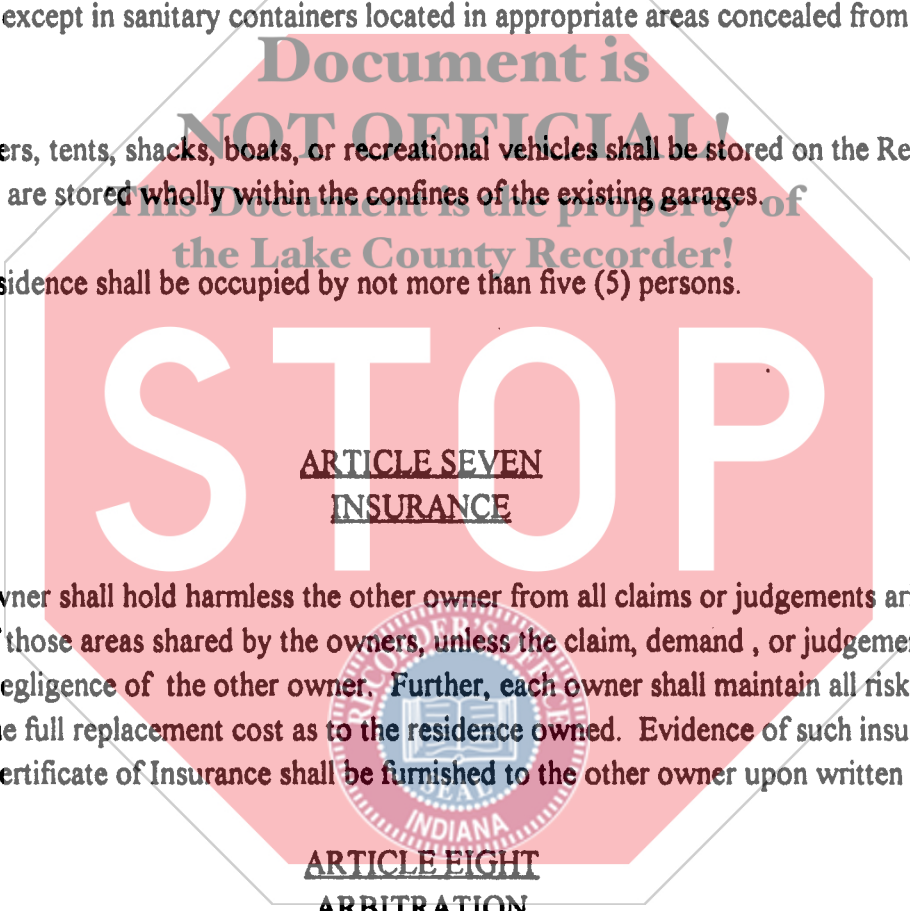 except in sanitary containers located in appropriate areas concealed from
Document is
NOT OFFICIAL!
ers, tents, shacks, boats, or recreational vehicles shall be stored on the Re
are stored wholly within the confines of the existing garages.
This Document is the property of
the Lake County Recorder!
sidence shall be occupied by not more than five (5) persons.
STOP
ARTICLE SEVEN
INSURANCE
wner shall hold harmless the other owner from all claims or judgements ar
those areas shared by the owners, unless the claim, demand , or judgeme
egligence of the other owner. Further, each owner shall maintain all risk
e full replacement cost as to the residence owned. Evidence of such insu
ertificate of Insurance shall be furnished to the other owner upon written
RECORDER'S OFFICE
SEAL
INDIANA
ARTICLE EIGHT
ARBITRATION